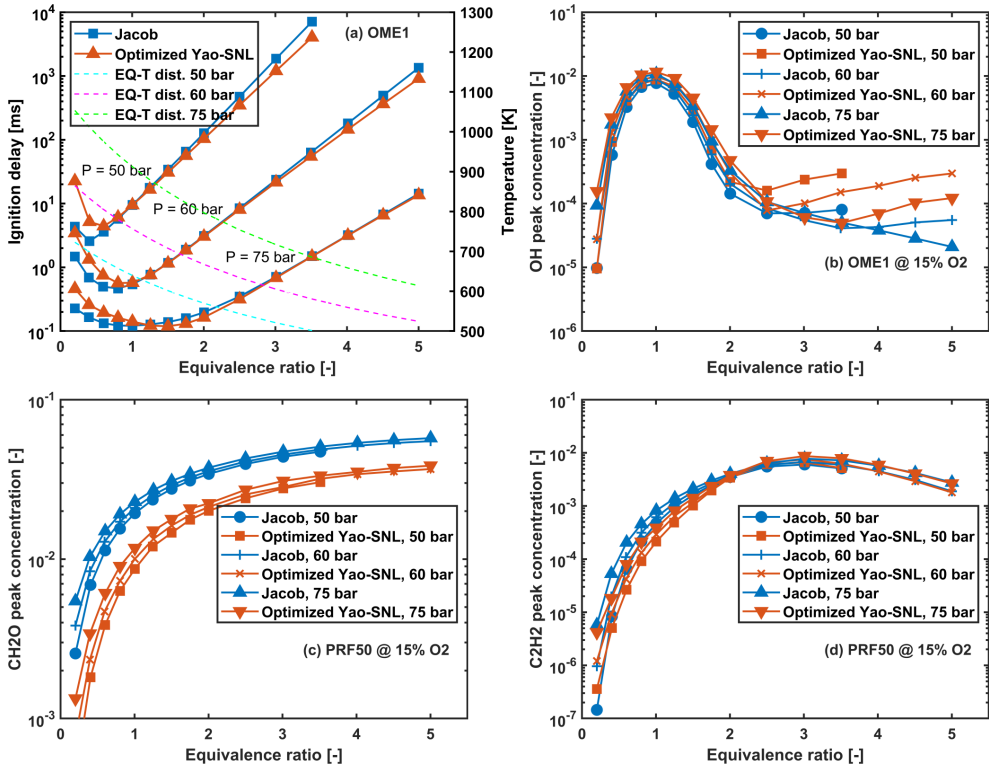 Jacob
Optimized Yao-SNL
EQ-T dist. 50 bar
EQ-T dist. 60 bar
EQ-T dist. 75 bar
(a) OME1
P = 50 bar
P = 60 bar
P = 75 bar
10^4
10^3
10^2
10^1
10^0
10^-1
Ignition delay [ms]
1300
1200
1100
1000
900
800
700
600
500
Temperature [K]
0 1 2 3 4 5
Equivalence ratio [-]
Jacob, 50 bar
Optimized Yao-SNL, 50 bar
Jacob, 60 bar
Optimized Yao-SNL, 60 bar
Jacob, 75 bar
Optimized Yao-SNL, 75 bar
(b) OME1 @ 15% O2
10^-1
10^-2
10^-3
10^-4
10^-5
10^-6
OH peak concentration [-]
0 1 2 3 4 5
Equivalence ratio [-]
Jacob, 50 bar
Optimized Yao-SNL, 50 bar
Jacob, 60 bar
Optimized Yao-SNL, 60 bar
Jacob, 75 bar
Optimized Yao-SNL, 75 bar
(c) PRF50 @ 15% O2
10^-1
10^-2
10^-3
CH2O peak concentration [-]
0 1 2 3 4 5
Equivalence ratio [-]
Jacob, 50 bar
Optimized Yao-SNL, 50 bar
Jacob, 60 bar
Optimized Yao-SNL, 60 bar
Jacob, 75 bar
Optimized Yao-SNL, 75 bar
(d) PRF50 @ 15% O2
10^-1
10^-2
10^-3
10^-4
10^-5
10^-6
10^-7
C2H2 peak concentration [-]
0 1 2 3 4 5
Equivalence ratio [-]